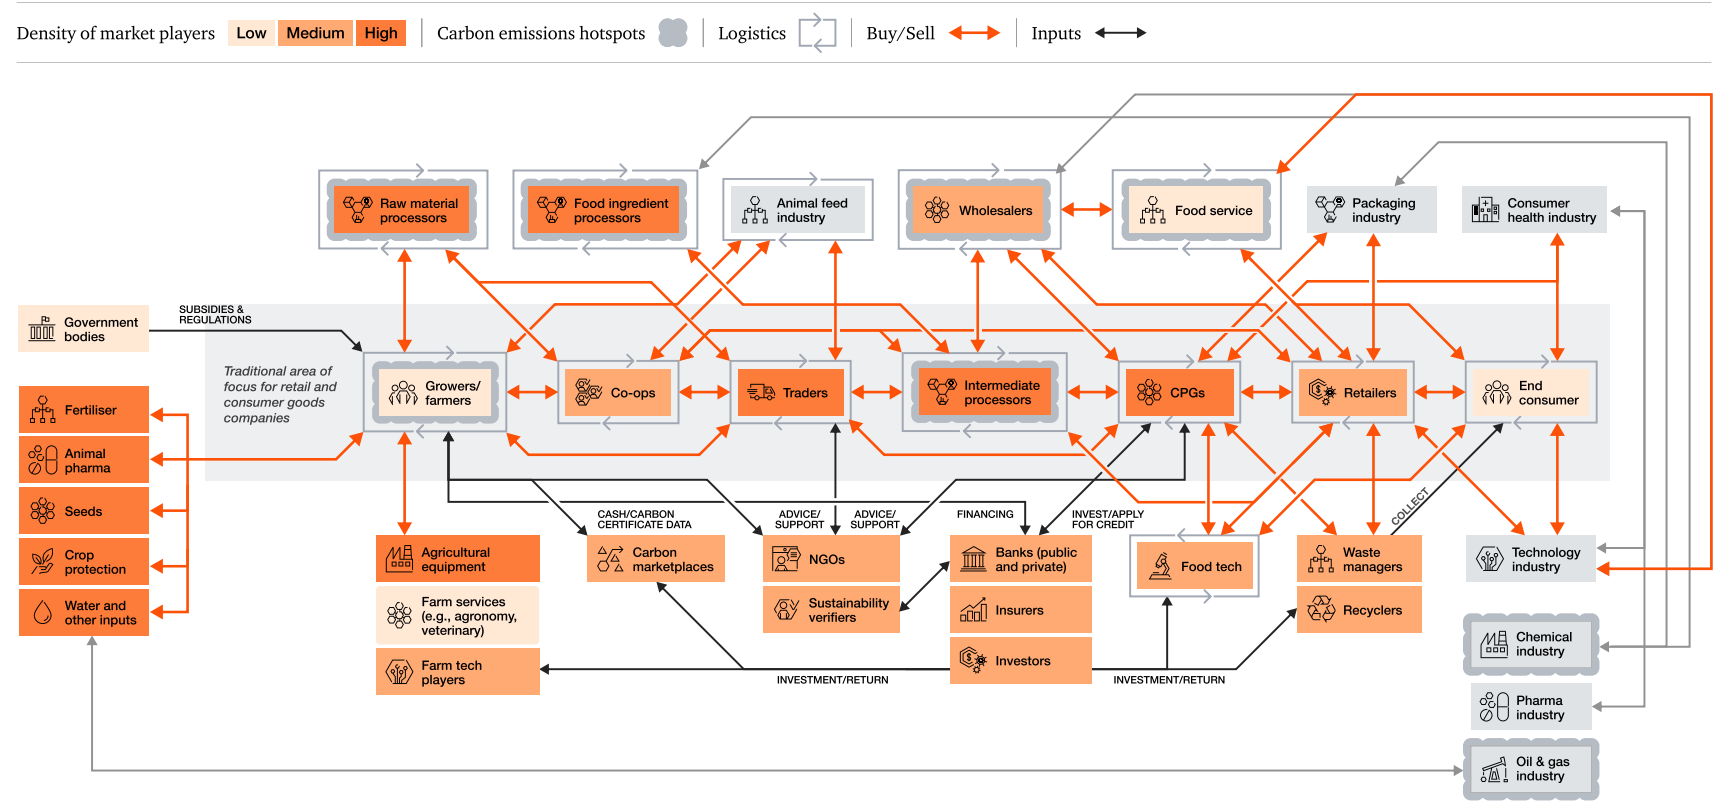 Density of market players
Low
Medium
High
Carbon emissions hotspots
Logistics
Buy/Sell
Inputs
Raw material
processors
Food ingredient
processors
Animal feed
industry
Wholesalers
Food service
Packaging
industry
Consumer
health industry
Government
bodies
SUBSIDIES &
REGULATIONS
Traditional area of
focus for retail and
consumer goods
companies
Growers/
farmers
Co-ops
Traders
Intermediate
processors
CPGs
Retailers
End
consumer
Fertiliser
Animal
pharma
Seeds
Crop
protection
Water and
other inputs
CASH/CARBON
CERTIFICATE DATA
ADVICE/
SUPPORT
ADVICE/
SUPPORT
FINANCING
INVEST/APPLY
FOR CREDIT
COLLECT
Agricultural
equipment
Farm services
(e.g., agronomy,
veterinary)
Farm tech
players
Carbon
marketplaces
NGOs
Sustainability
verifiers
Banks (public
and private)
Insurers
Investors
Food tech
Waste
managers
Recyclers
Technology
industry
INVESTMENT/RETURN
INVESTMENT/RETURN
Chemical
industry
Pharma
industry
Oil & gas
industry